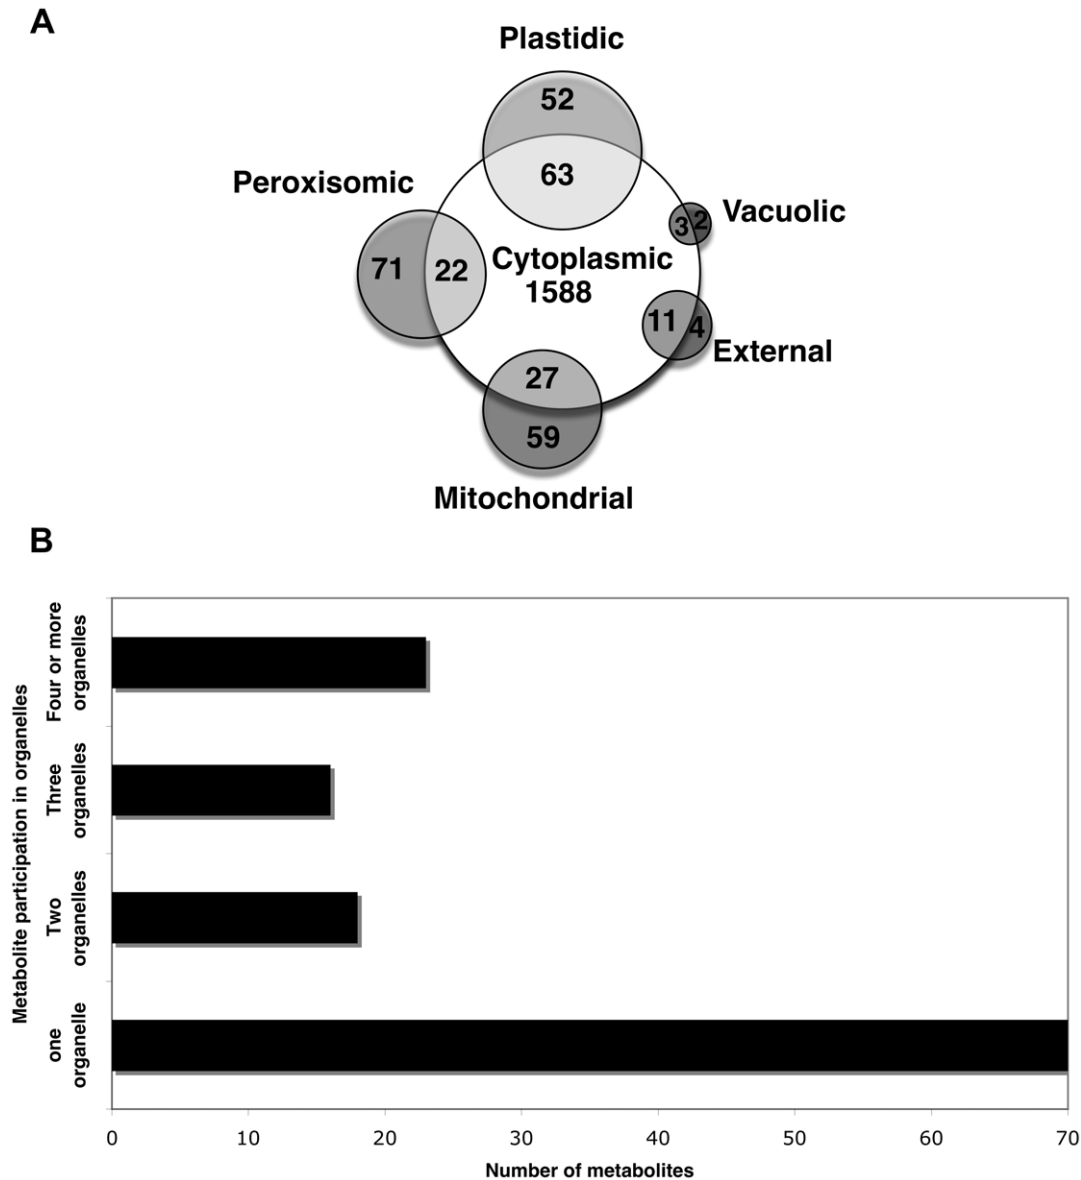 A
Plastidic
52
63
Peroxisomic
Vacuolic
3 2
71 22
Cytoplasmic
1588
11 4
External
27
59
Mitochondrial
B
Metabolite participation in organelles
Four or more
organelles
Three
organelles
Two
organelles
one
organelle
0 10 20 30 40 50 60 70
Number of metabolites